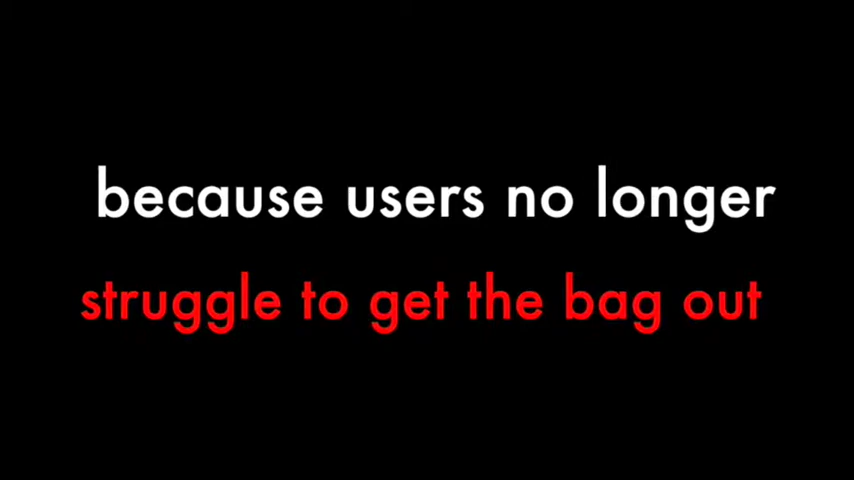 because users no longer
struggle to get the bag out